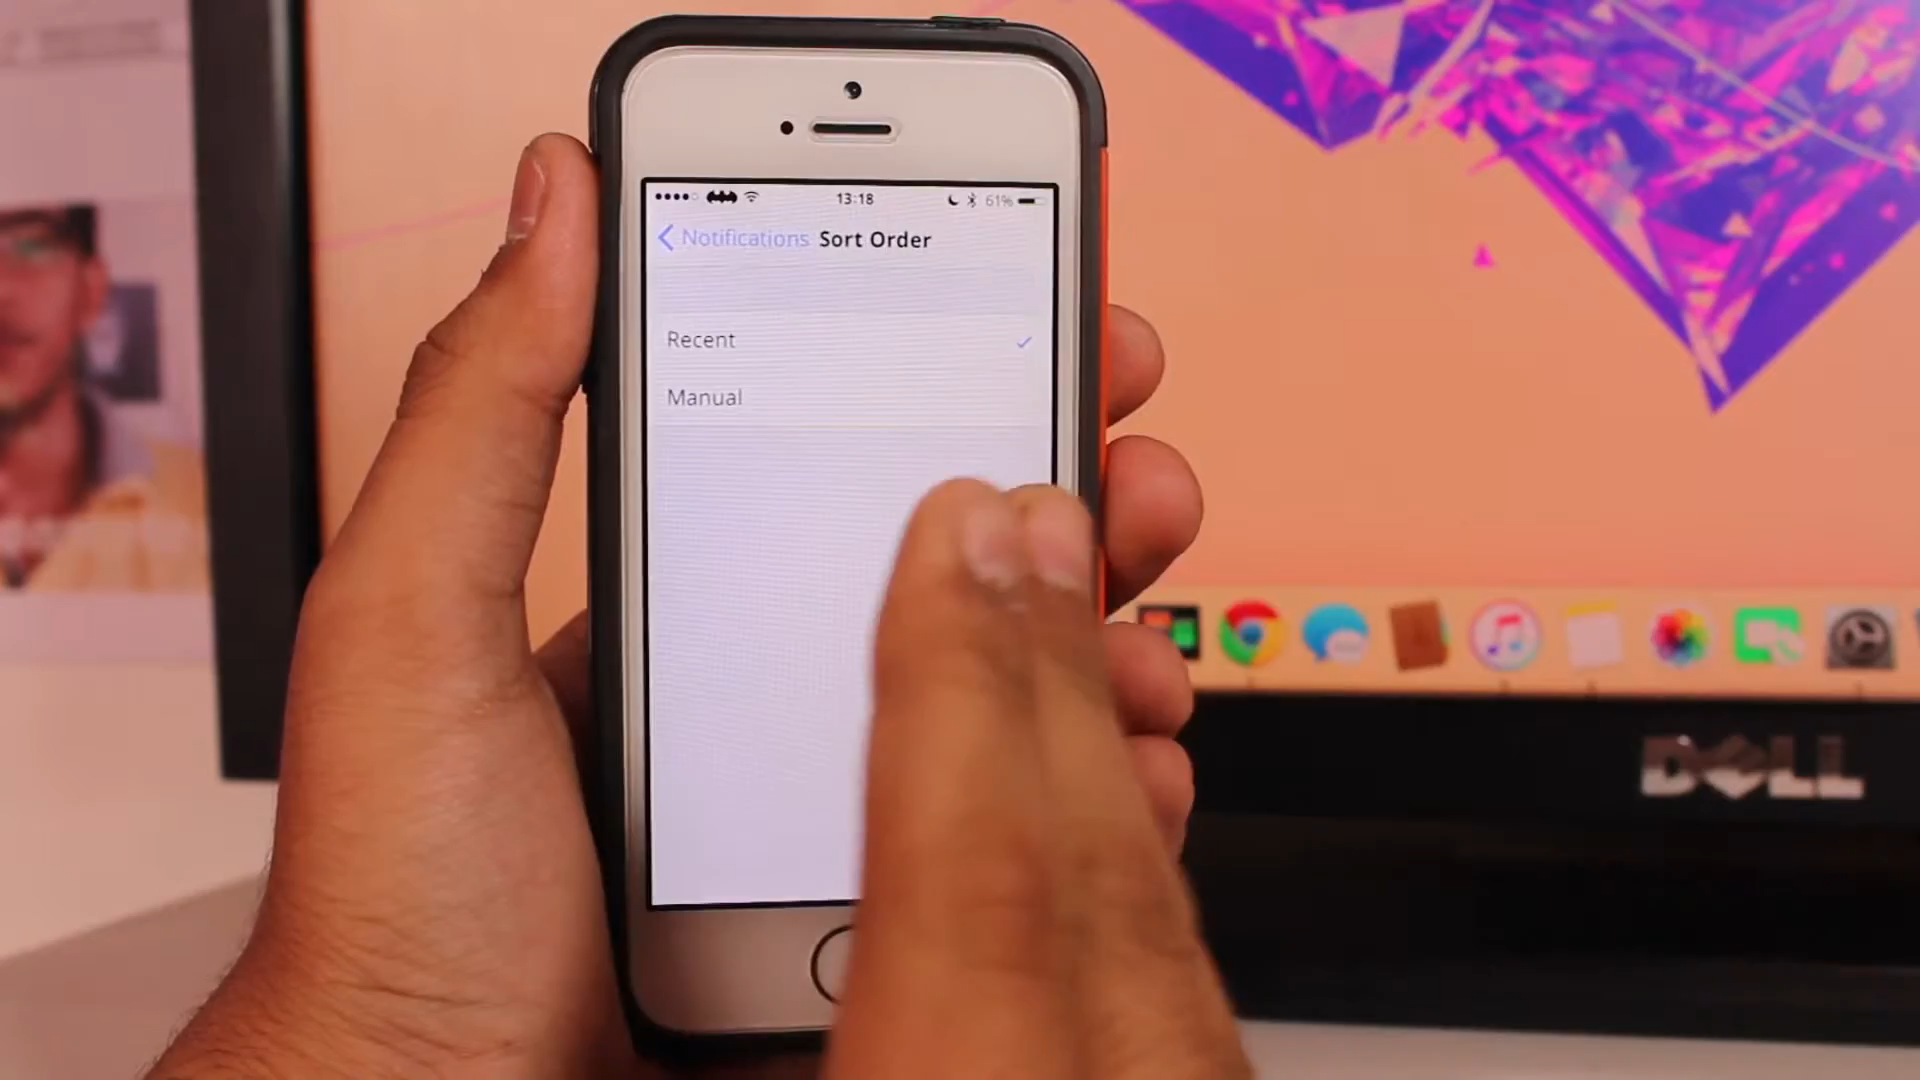 13:18
61%
Notifications Sort Order
Recent
Manual
DELL